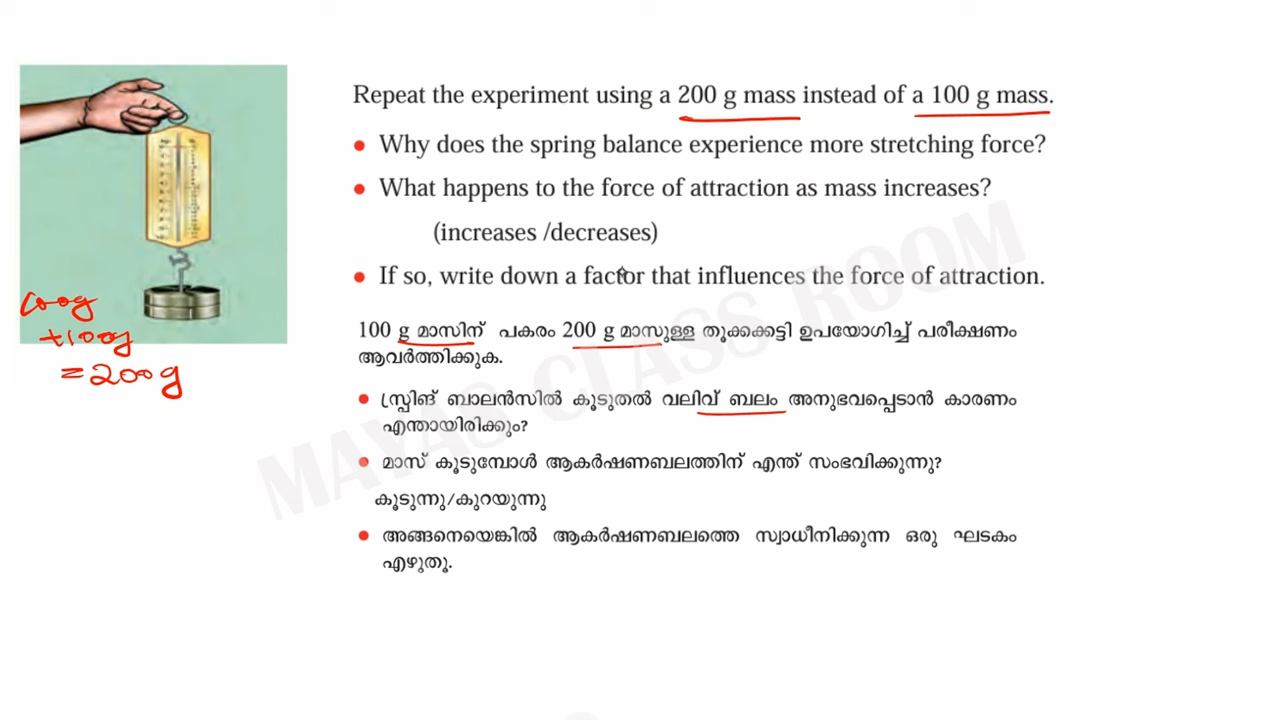 Repeat the experiment using a 200 g mass instead of a 100 g mass.
• Why does the spring balance experience more stretching force?
• What happens to the force of attraction as mass increases?
(increases /decreases)
• If so, write down a factor that influences the force of attraction.
100g
+100g
=200g
100 g മാസിന് പകരം 200 g മാസുള്ള തൂക്കക്കട്ടി ഉപയോഗിച്ച് പരീക്ഷണം
ആവർത്തിക്കുക.
• സ്പ്രിങ് ബാലൻസിൽ കൂടുതൽ വലിവ് ബലം അനുഭവപ്പെടാൻ കാരണം
എന്തായിരിക്കും?
• മാസ് കൂടുമ്പോൾ ആകർഷണബലത്തിന് എന്ത് സംഭവിക്കുന്നു?
കൂടുന്നു/കുറയുന്നു
• അങ്ങനെയെങ്കിൽ ആകർഷണബലത്തെ സ്വാധീനിക്കുന്ന ഒരു ഘടകം
എഴുതൂ.
MAYAS CLASS ROOM